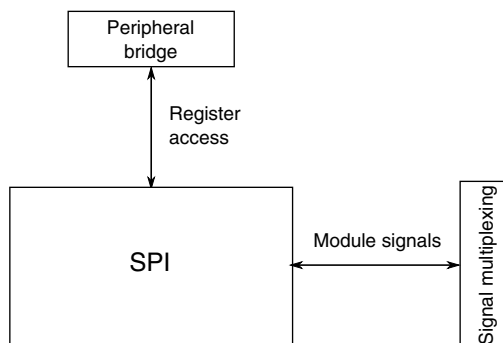 Peripheral
bridge
Register
access
SPI
Module signals
Signal multiplexing